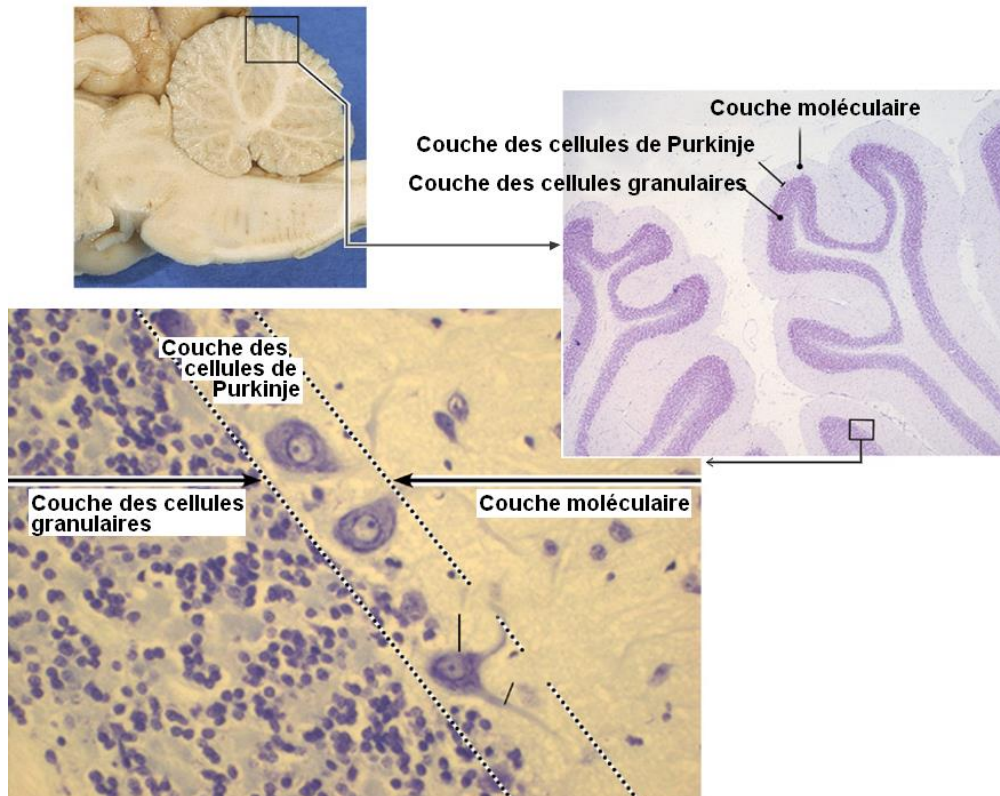 Couche moléculaire
Couche des cellules de Purkinje
Couche des cellules granulaires
Couche des
cellules de
Purkinje
Couche des cellules
granulaires
Couche moléculaire